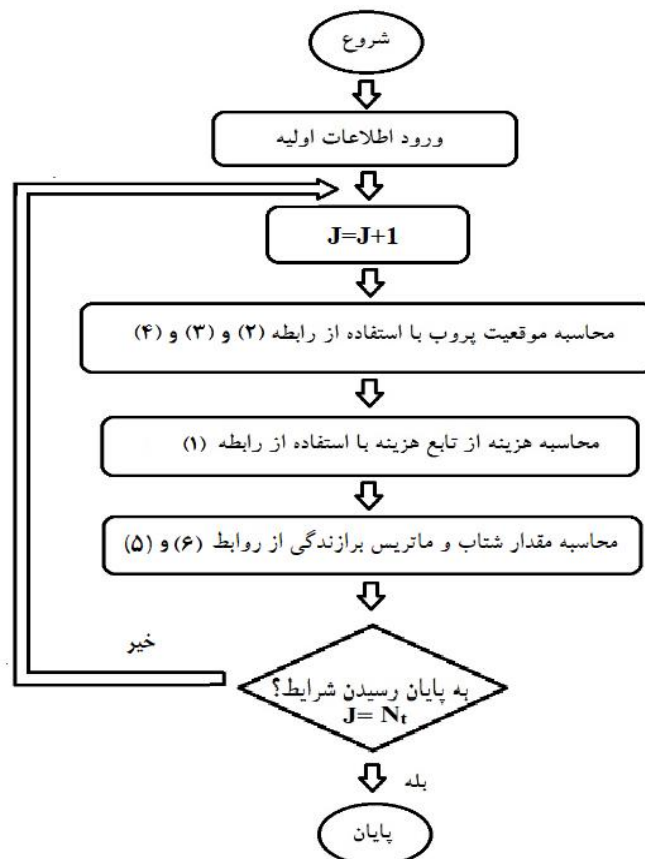 شروع
ورود اطلاعات اولیه
J=J+1
محاسبه موقعیت پروب با استفاده از رابطه (۲) و (۳) و (۴)
محاسبه هزینه از تابع هزینه با استفاده از رابطه (۱)
محاسبه مقدار شتاب و ماتریس برازندگی از روابط (۶) و (۵)
خیر
به پایان رسیدن شرایط؟
J= Nt
بله
پایان